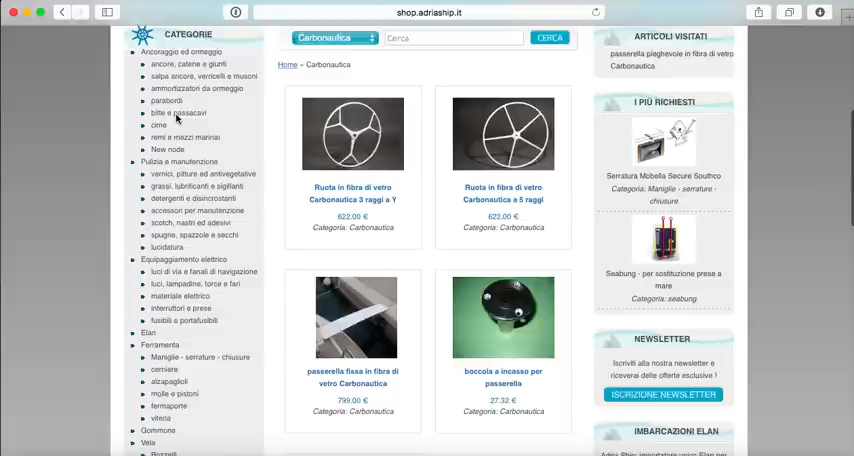 shop.adriaship.it
CATEGORIE
Ancoraggio ed ormeggio
ancore, catene e giunti
salpa ancore, verricelli e musoni
ammortizzatori da ormeggio
parabordi
bitte e passacavi
cime
remi e mezzi marinai
New node
Pulizia e manutenzione
vernici, pitture ed antivegetative
grassi, lubrificanti e sigillanti
detergenti e disincrostanti
accessori per manutenzione
scotch, nastri ed adesivi
spugne, spazzole e secchi
lucidatura
Equipaggiamento elettrico
luci di via e fanali di navigazione
luci, lampadine, torce e fari
materiale elettrico
interruttori e prese
fusibili e portafusibili
Elan
Ferramenta
Maniglie - serrature - chiusure
cerniere
alzapaglioli
molle e pistoni
fermaporte
viteria
Gommone
Vela
Bozzelli
Carbonautica
Cerca
CERCA
Home » Carbonautica
Ruota in fibra di vetro
Carbonautica 3 raggi a Y
622.00 €
Categoria: Carbonautica
Ruota in fibra di vetro
Carbonautica a 5 raggi
622.00 €
Categoria: Carbonautica
passerella fissa in fibra di
vetro Carbonautica
799.00 €
Categoria: Carbonautica
boccola a incasso per
passerella
27.32 €
Categoria: Carbonautica
ARTICOLI VISITATI
passerella pieghevole in fibra di vetro
Carbonautica
I PIÙ RICHIESTI
Serratura Mobella Secure Southco
Categoria: Maniglie - serrature -
chiusure
Seabung - per sostituzione prese a
mare
Categoria: seabung
NEWSLETTER
Iscriviti alla nostra newsletter e
riceverai delle offerte esclusive !
ISCRIZIONE NEWSLETTER
IMBARCAZIONI ELAN
Adria Ship: importatore unico Elan per